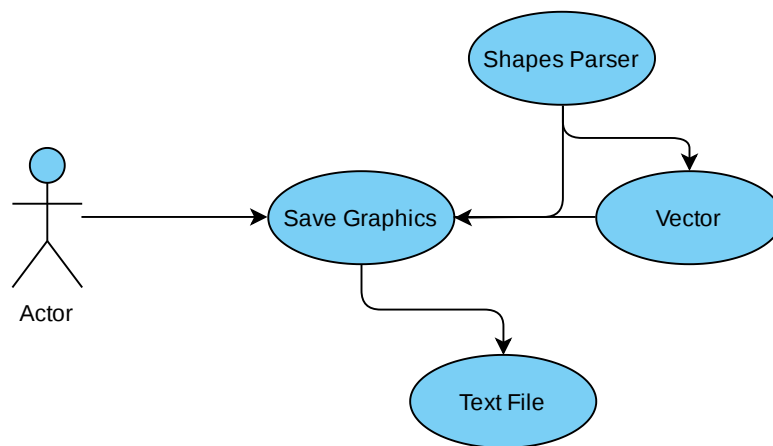 Shapes Parser
Save Graphics
Vector
Actor
Text File